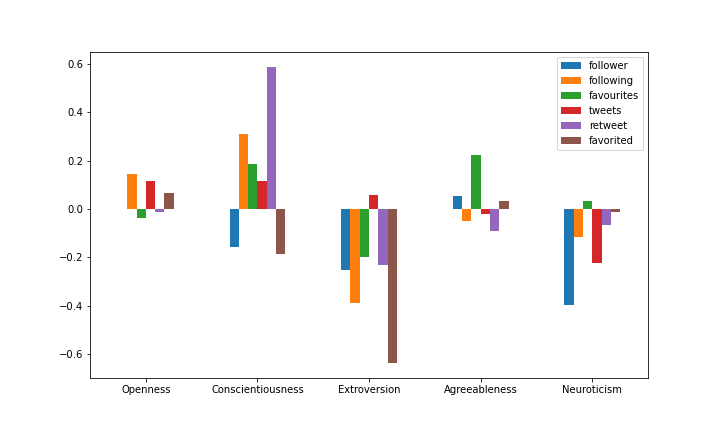 0.6
0.4
0.2
0.0
−0.2
−0.4
−0.6
Openness
Conscientiousness
Extroversion
Agreeableness
Neuroticism
follower
following
favourites
tweets
retweet
favorited